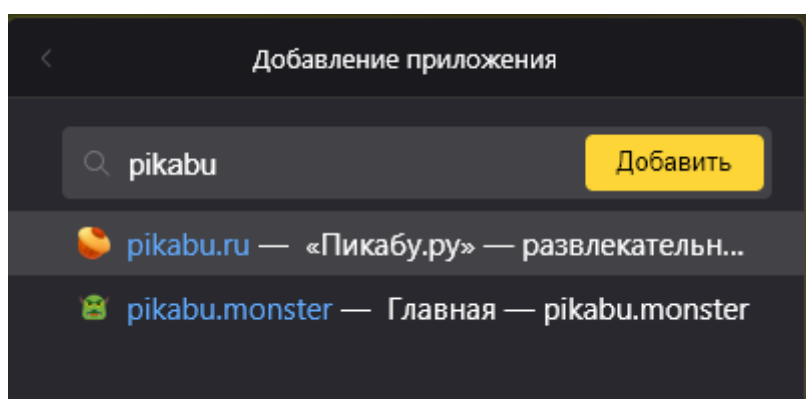 Добавление приложения
pikabu
Добавить
pikabu.ru — «Пикабу.ру» — развлекательн...
pikabu.monster — Главная — pikabu.monster